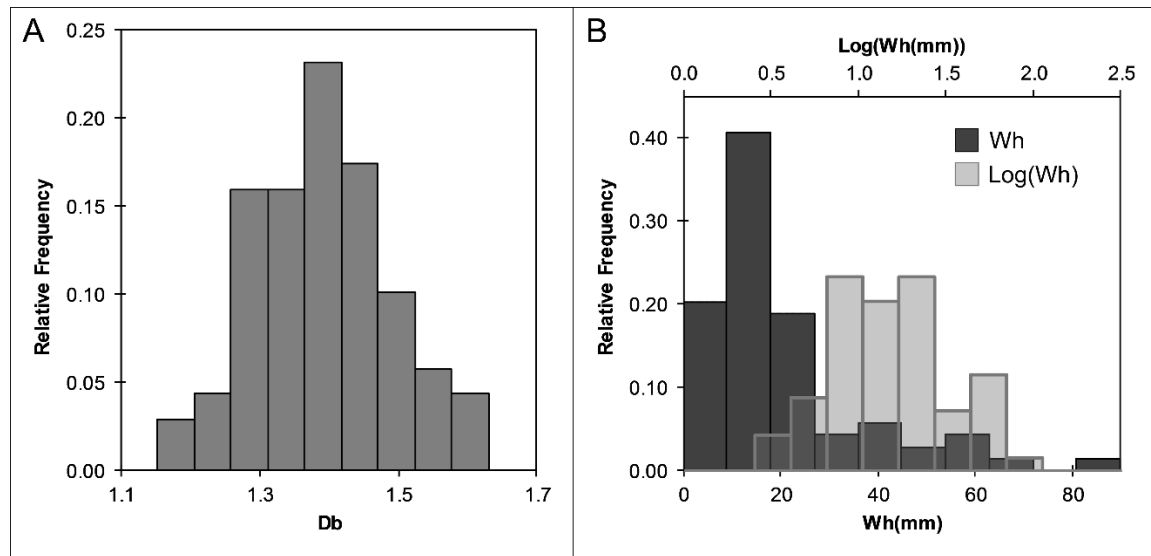 A
Relative Frequency
0.25
0.20
0.15
0.10
0.05
0.00
1.1 1.3 1.5 1.7
Db
B
Log(Wh(mm))
0.0 0.5 1.0 1.5 2.0 2.5
Relative Frequency
0.40
0.30
0.20
0.10
0.00
Wh
Log(Wh)
0 20 40 60 80
Wh(mm)